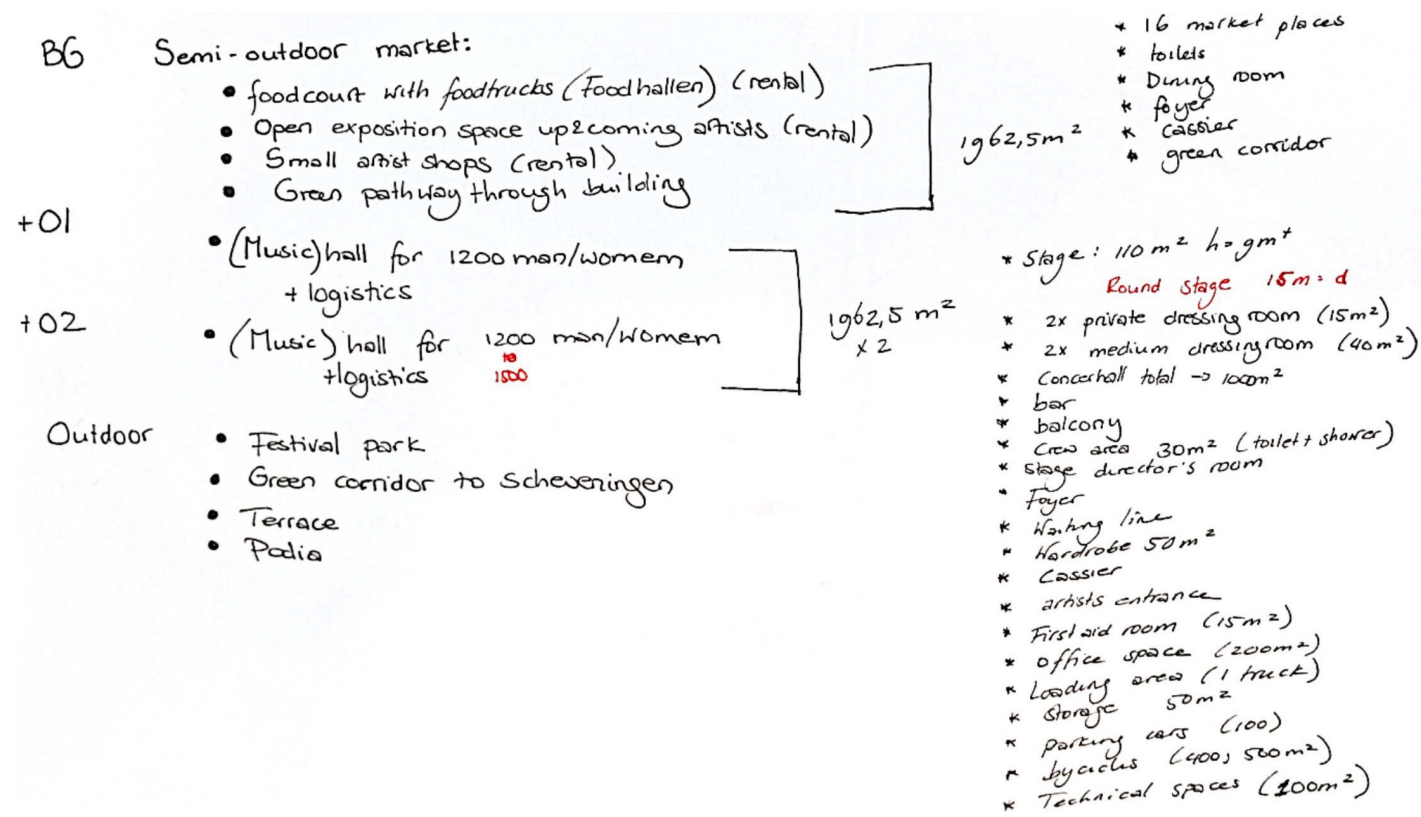 BG Semi-outdoor market:
• foodcourt with foodtrucks (Foodhallen) (rental)
• Open exposition space up2coming artists (rental)
• Small artist shops (rental)
• Green pathway through building
1962,5m²
* 16 market places
* toilets
* Dining room
* foyer
* cassier
* green corridor
+01
• (Music)hall for 1200 man/womem
+ logistics
+02
• (Music) hall for 1200 man/womem
to
+logistics 1500
1962,5 m²
x 2
Outdoor • Festival park
• Green corridor to Scheveningen
• Terrace
• Podia
* Stage: 110 m² h=9m+
Round stage 15m=d
* 2x private dressing room (15m²)
* 2x medium dressing room (40m²)
* Concerhall total -> 1000m²
* bar
* balcony
* Crew area 30m² (toilet+ shower)
* stage director's room
* Foyer
* Waiting line
* Wardrobe 50m²
* Cassier
* artists entrance
* First aid room (15m²)
* office space (200m²)
* Loading area (1 truck)
* Storage 50m²
* parking cars (100)
* bycicles (400, 500m²)
* Technical spaces (200m²)